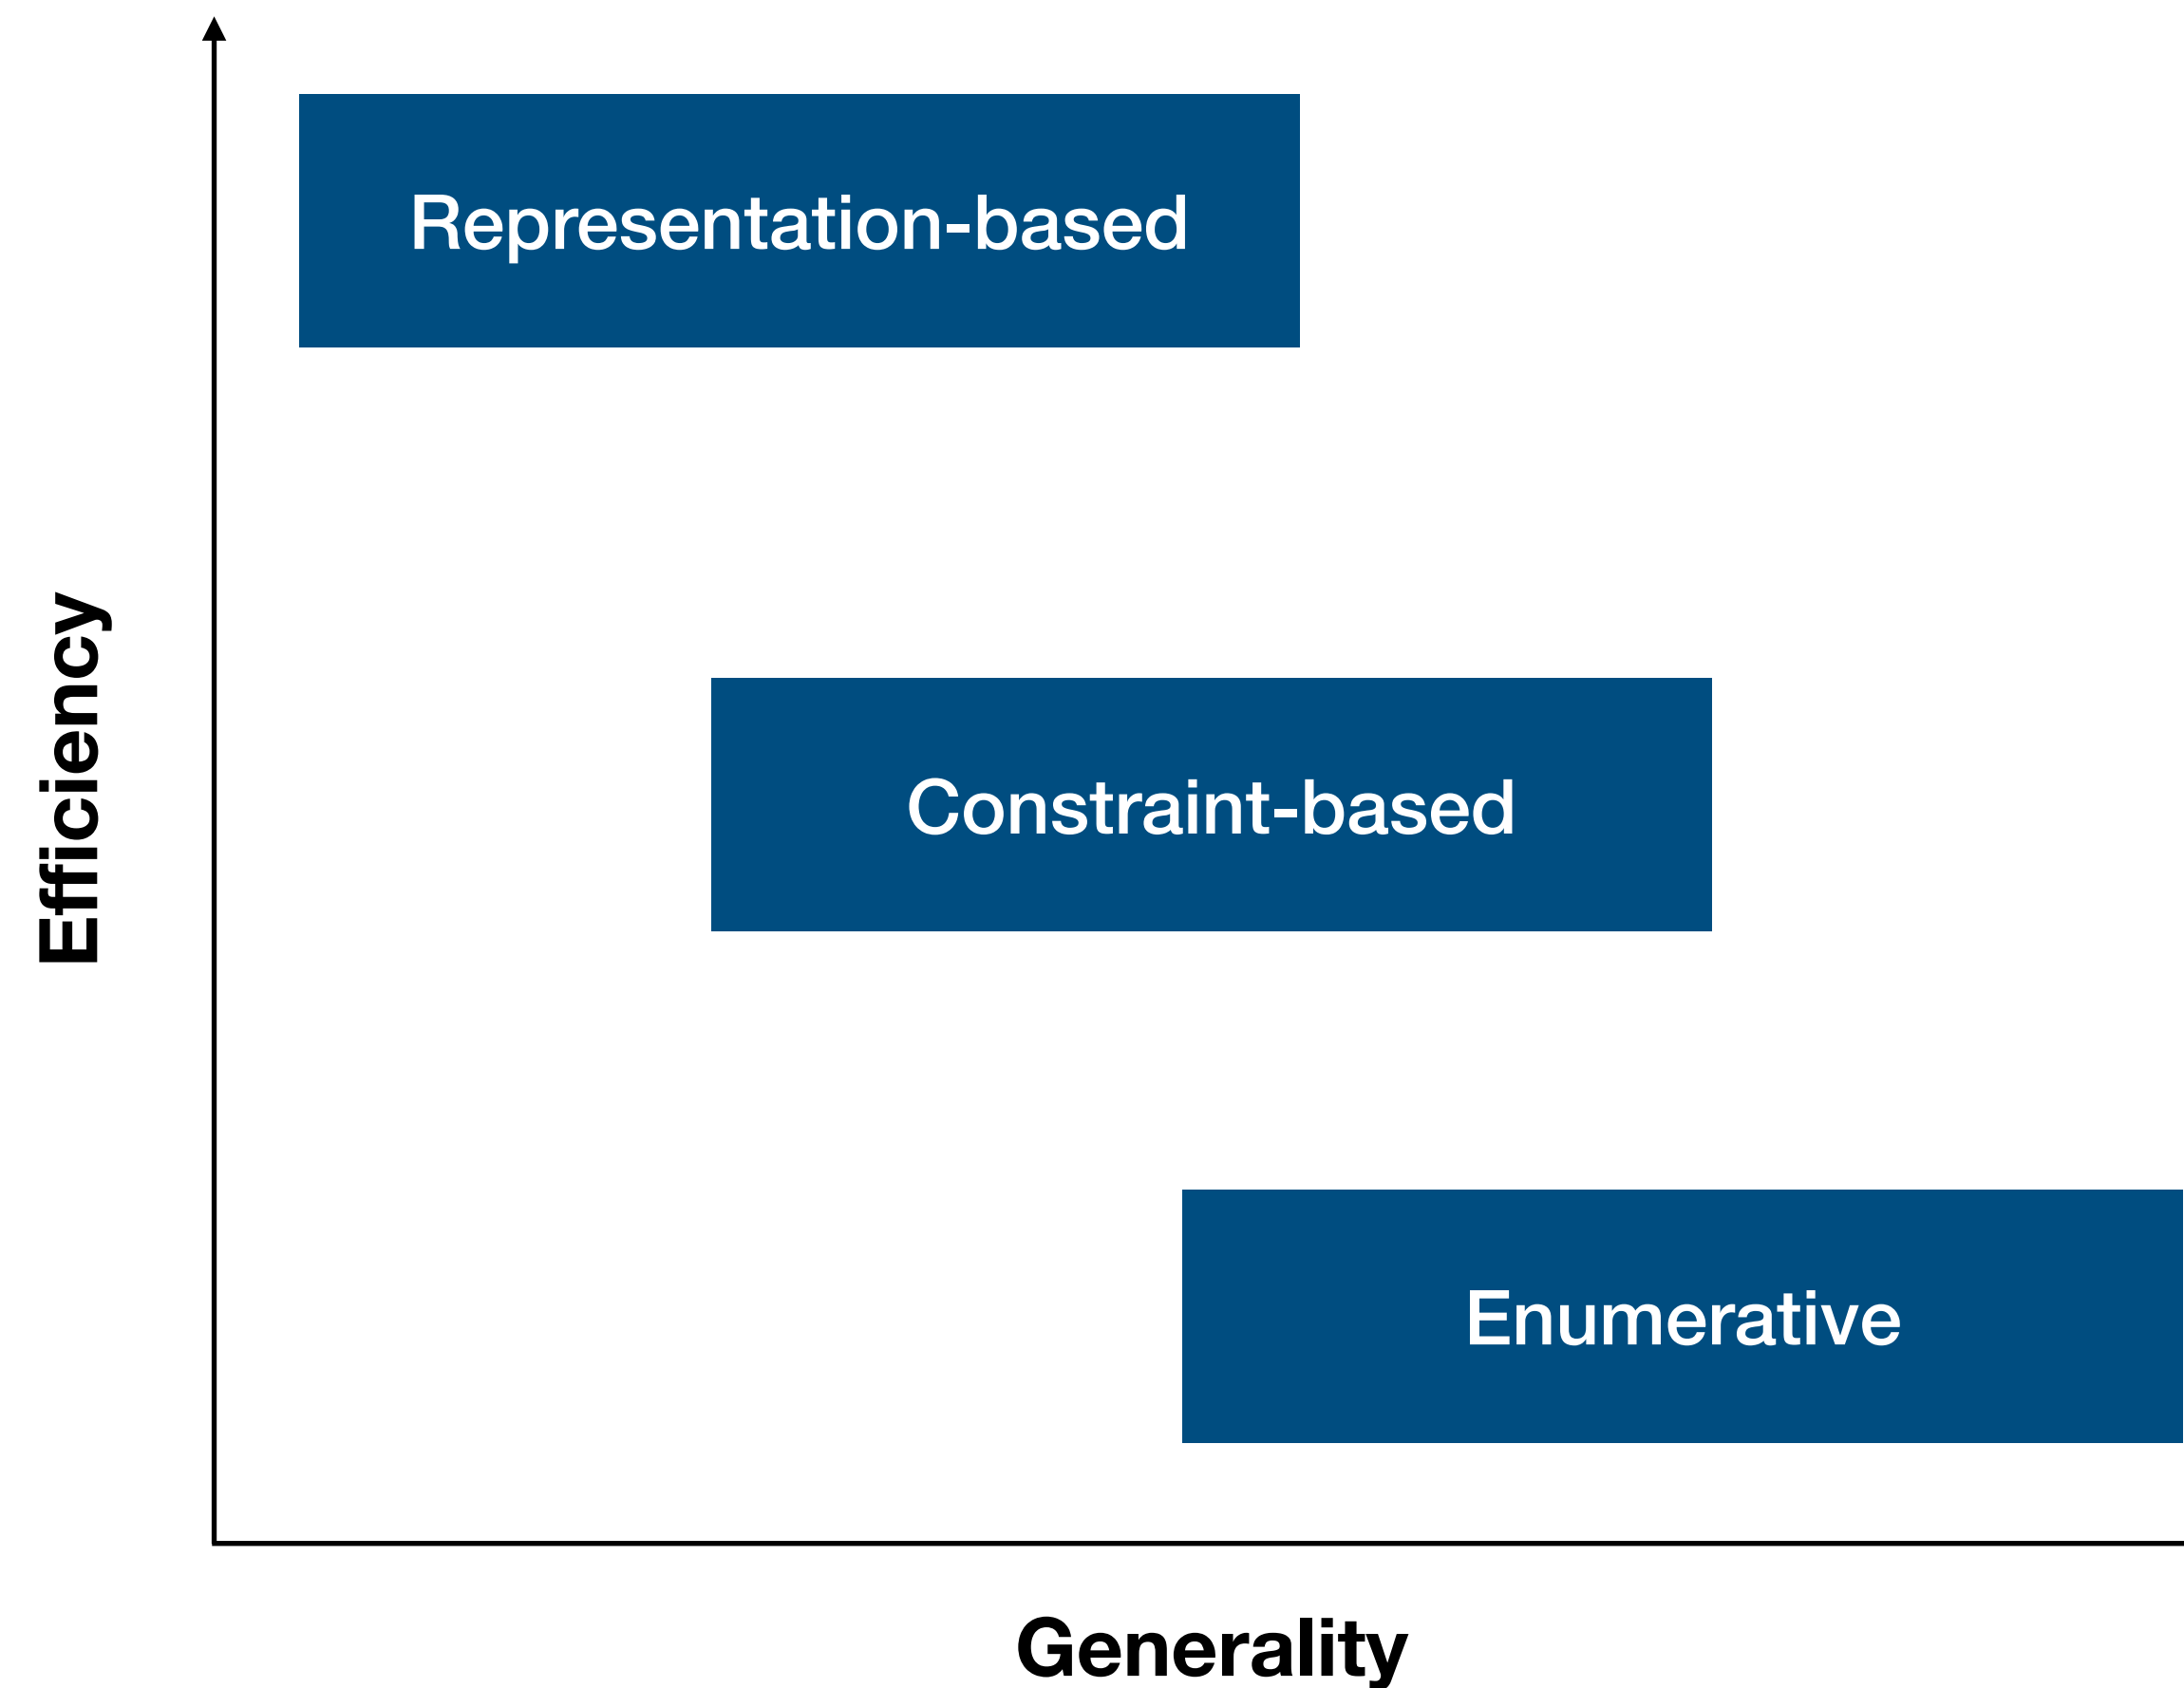 Representation-based
Efficiency
Constraint-based
Enumerative
Generality